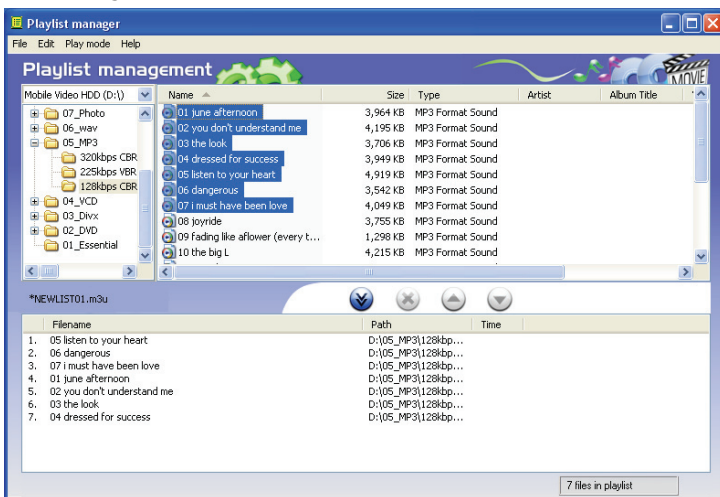 Playlist manager
File Edit Play mode Help
Playlist management
MOVIE
Mobile Video HDD (D:\)
07_Photo
06_wav
05_MP3
320kbps CBR
225kbps VBR
128kbps CBR
04_VCD
03_Divx
02_DVD
01_Essential
Name Size Type Artist Album Title
01 june afternoon 3,964 KB MP3 Format Sound
02 you don't understand me 4,195 KB MP3 Format Sound
03 the look 3,706 KB MP3 Format Sound
04 dressed for success 3,949 KB MP3 Format Sound
05 listen to your heart 4,919 KB MP3 Format Sound
06 dangerous 3,542 KB MP3 Format Sound
07 i must have been love 4,049 KB MP3 Format Sound
08 joyride 3,755 KB MP3 Format Sound
09 fading like aflower (every t... 1,298 KB MP3 Format Sound
10 the big L 4,215 KB MP3 Format Sound
*NEWLIST01.m3u
Filename Path Time
1. 05 listen to your heart D:\05_MP3\128kbp...
2. 06 dangerous D:\05_MP3\128kbp...
3. 07 i must have been love D:\05_MP3\128kbp...
4. 01 june afternoon D:\05_MP3\128kbp...
5. 02 you don't understand me D:\05_MP3\128kbp...
6. 03 the look D:\05_MP3\128kbp...
7. 04 dressed for success D:\05_MP3\128kbp...
7 files in playlist